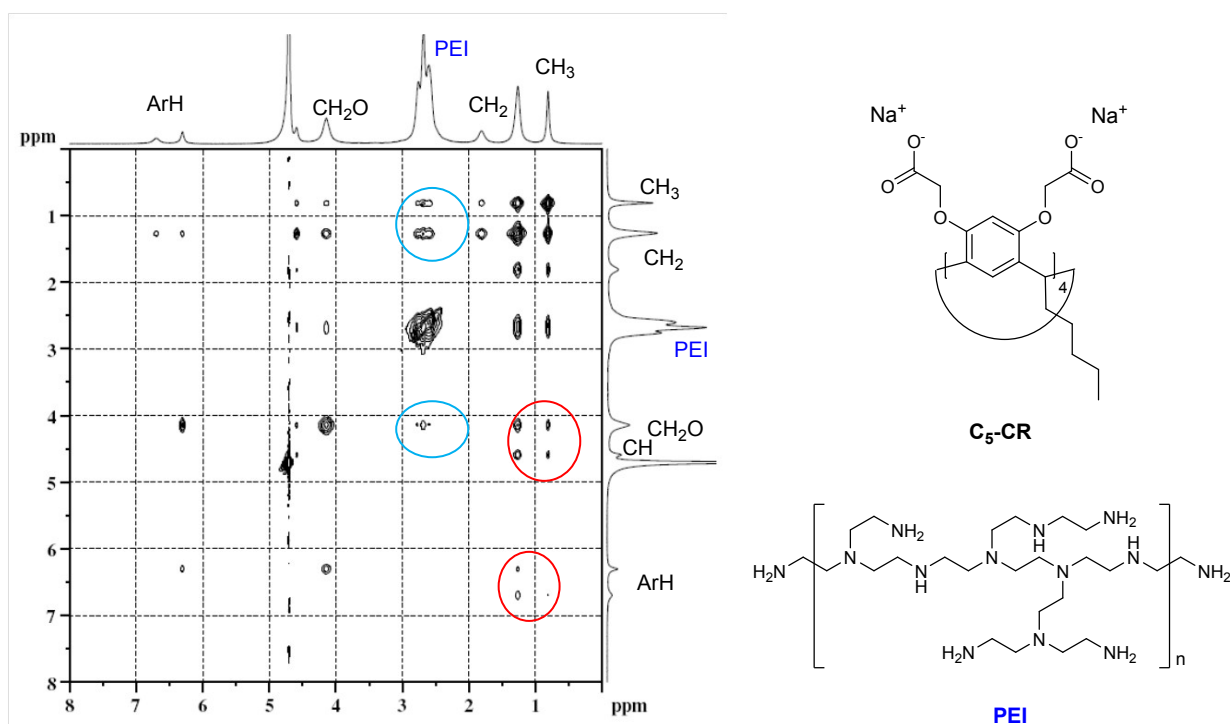 PEI
CH3
ArH
CH2O
CH2
ppm
ppm
CH3
1
CH2
2
3
PEI
4
CH2O
CH
5
6
ArH
7
8
8 7 6 5 4 3 2 1 ppm
Na+ Na+
O- O-
O O
O O
4
C5-CR
NH2 NH2
N N N H H
H2N N N N NH2
H
H2N N NH2
n
PEI